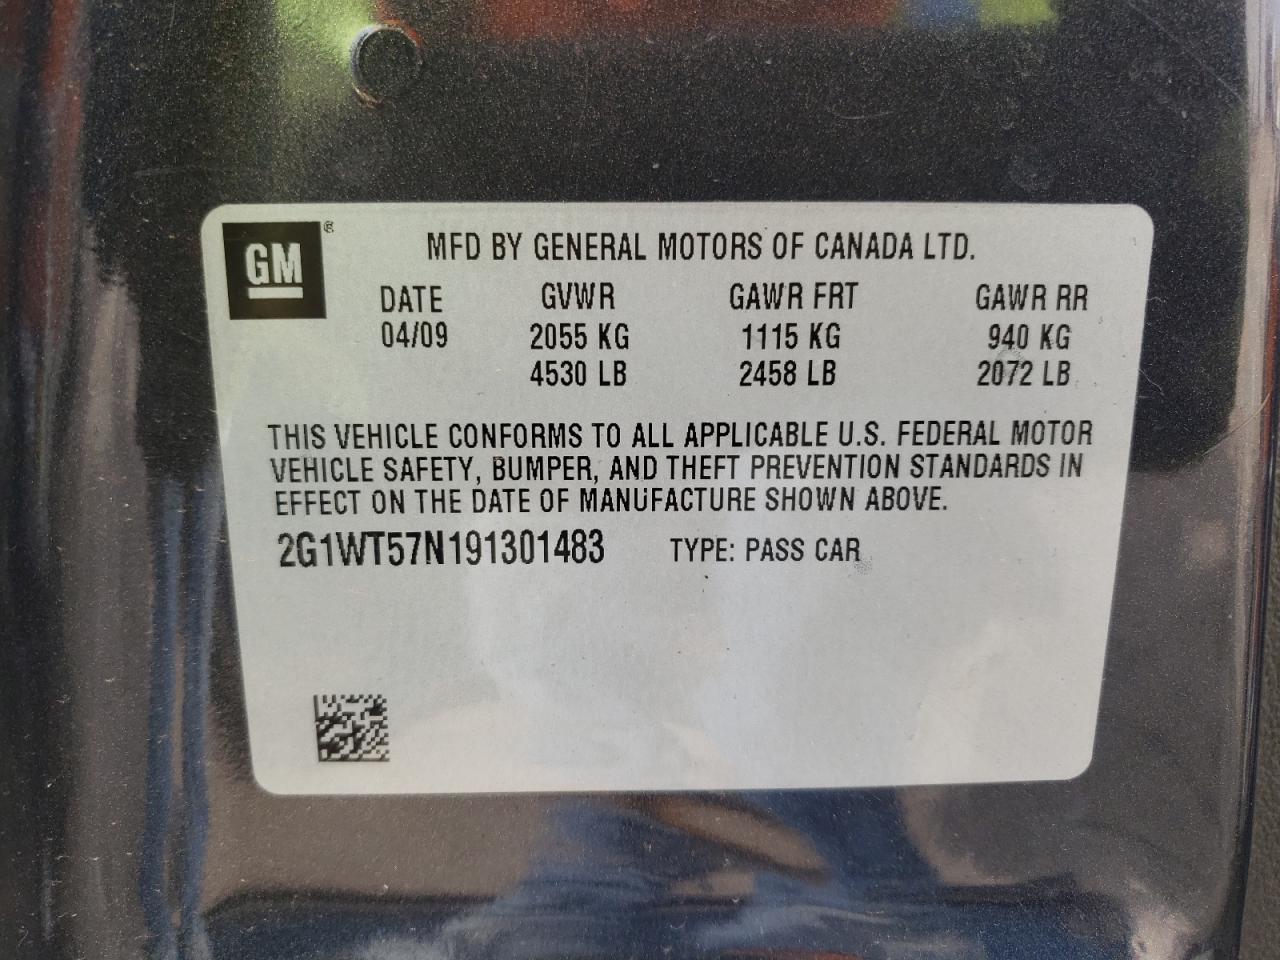 GM ®
MFD BY GENERAL MOTORS OF CANADA LTD.
DATE GVWR GAWR FRT GAWR RR
04/09 2055 KG 1115 KG 940 KG
4530 LB 2458 LB 2072 LB
THIS VEHICLE CONFORMS TO ALL APPLICABLE U.S. FEDERAL MOTOR
VEHICLE SAFETY, BUMPER, AND THEFT PREVENTION STANDARDS IN
EFFECT ON THE DATE OF MANUFACTURE SHOWN ABOVE.
2G1WT57N191301483 TYPE: PASS CAR